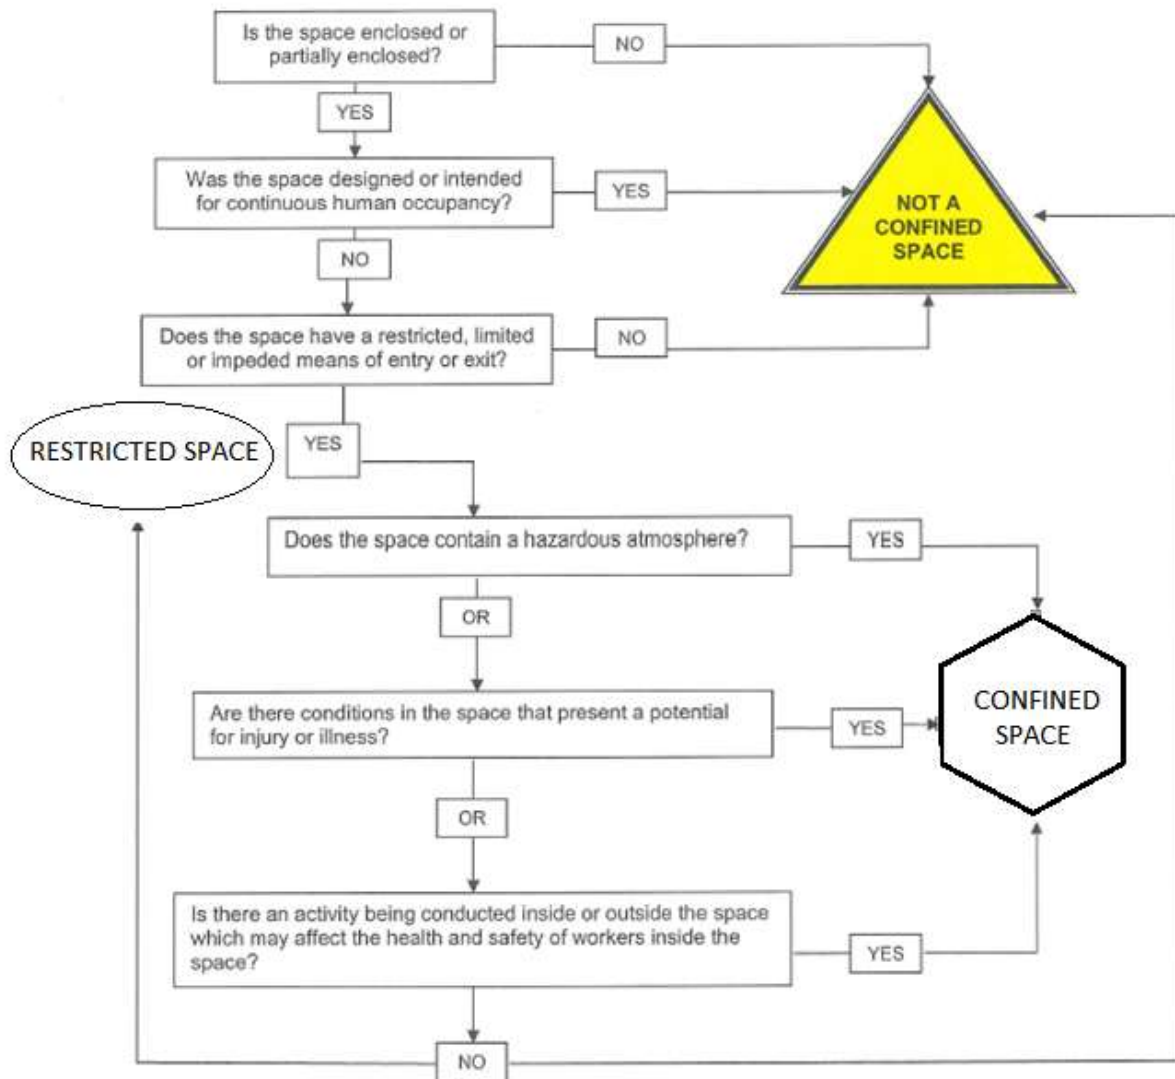 Is the space enclosed or
partially enclosed?
NO
YES
Was the space designed or intended
for continuous human occupancy?
YES
NOT A
CONFINED
SPACE
NO
Does the space have a restricted, limited
or impeded means of entry or exit?
NO
RESTRICTED SPACE
YES
Does the space contain a hazardous atmosphere?
YES
OR
Are there conditions in the space that present a potential
for injury or illness?
YES
CONFINED
SPACE
OR
Is there an activity being conducted inside or outside the space
which may affect the health and safety of workers inside the
space?
YES
NO